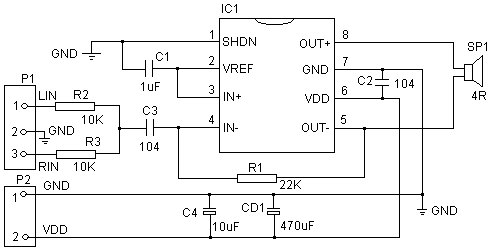 IC1
1 SHDN OUT+ 8
GND
SP1
4R
C1
1uF
2 VREF GND 7
C2 104
3 IN+ VDD 6
4 IN- OUT- 5
P1
1 LIN R2
10K
2 GND
3 RIN R3
10K
C3
104
R1
22K
P2
1 GND
2 VDD
C4
10uF
CD1
470uF
GND